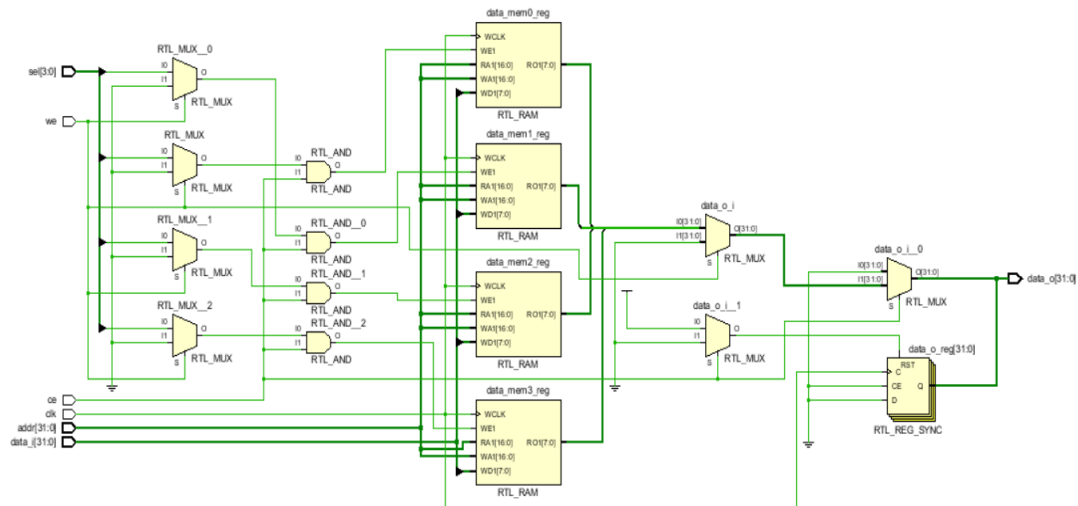 data_mem0_reg
WCLK
WE1
RA1[16:0] RO1[7:0]
WA1[16:0]
WD1[7:0]
RTL_RAM
RTL_MUX__0
I0 O
I1
S RTL_MUX
sel[3:0]
we
RTL_MUX
I0 O
I1
S RTL_MUX
RTL_AND
I0 O
I1
RTL_AND
data_mem1_reg
WCLK
WE1
RA1[16:0] RO1[7:0]
WA1[16:0]
WD1[7:0]
RTL_RAM
RTL_MUX__1
I0 O
I1
S RTL_MUX
RTL_AND__0
I0 O
I1
RTL_AND
data_o_i
I0[31:0] O[31:0]
I1[31:0]
S RTL_MUX
data_o_i__0
I0[31:0] O[31:0]
I1[31:0]
S RTL_MUX
data_o[31:0]
data_mem2_reg
WCLK
WE1
RA1[16:0] RO1[7:0]
WA1[16:0]
WD1[7:0]
RTL_RAM
RTL_AND__1
I0 O
I1
RTL_AND
RTL_MUX__2
I0 O
I1
S RTL_MUX
RTL_AND__2
I0 O
I1
RTL_AND
data_o_i__1
I0 O
I1
S RTL_MUX
data_o_reg[31:0]
RST
C
CE Q
D
RTL_REG_SYNC
data_mem3_reg
WCLK
WE1
RA1[16:0] RO1[7:0]
WA1[16:0]
WD1[7:0]
RTL_RAM
ce
clk
addr[31:0]
data_i[31:0]